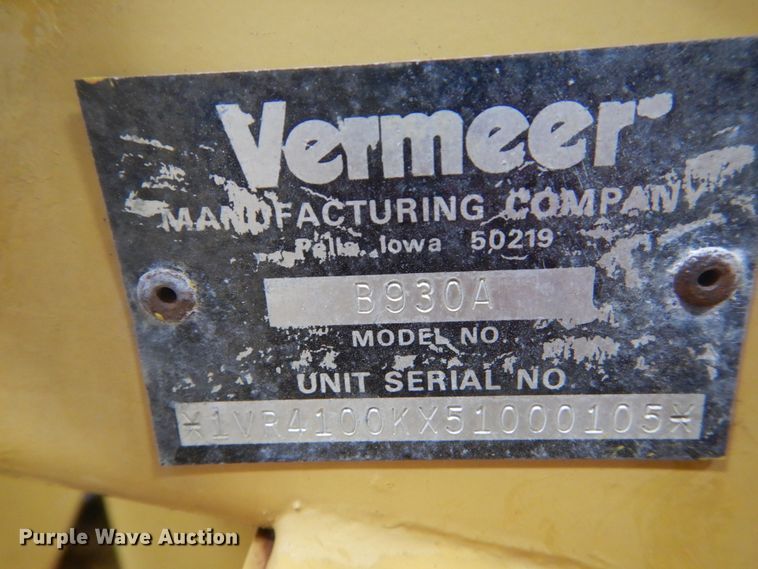 Vermeer
MANUFACTURING COMPANY
Pella, Iowa 50219
B930A
MODEL NO.
UNIT SERIAL NO.
*1VR4100KX51000105*
Purple Wave Auction